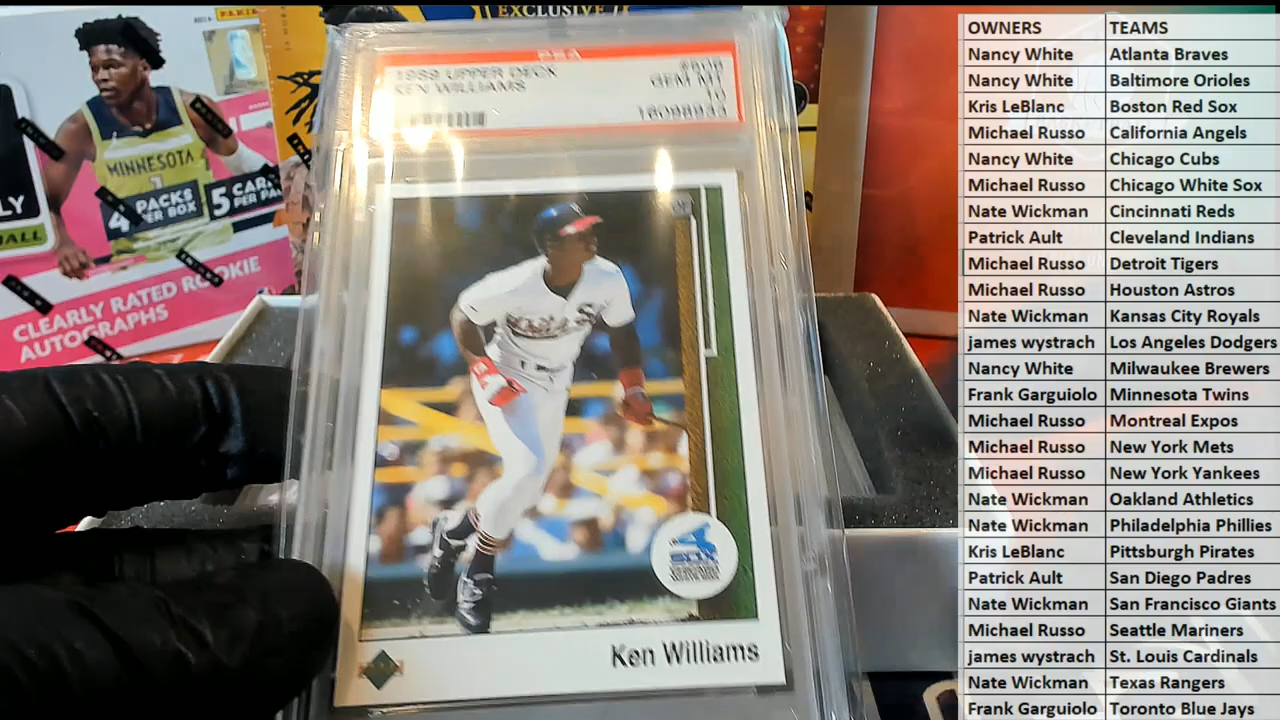 EXCLUSIVE
PANINI
MINNESOTA
1
4 PACKS PER BOX
5
CLEARLY RATED ROOKIE
AUTOGRAPHS
PSA
1989 UPPER DECK
KEN WILLIAMS
GEM MT
10
SOX
Ken Williams
OWNERS TEAMS
Nancy White Atlanta Braves
Nancy White Baltimore Orioles
Kris LeBlanc Boston Red Sox
Michael Russo California Angels
Nancy White Chicago Cubs
Michael Russo Chicago White Sox
Nate Wickman Cincinnati Reds
Patrick Ault Cleveland Indians
Michael Russo Detroit Tigers
Michael Russo Houston Astros
Nate Wickman Kansas City Royals
james wystrach Los Angeles Dodgers
Nancy White Milwaukee Brewers
Frank Garguiolo Minnesota Twins
Michael Russo Montreal Expos
Michael Russo New York Mets
Michael Russo New York Yankees
Nate Wickman Oakland Athletics
Nate Wickman Philadelphia Phillies
Kris LeBlanc Pittsburgh Pirates
Patrick Ault San Diego Padres
Nate Wickman San Francisco Giants
Michael Russo Seattle Mariners
james wystrach St. Louis Cardinals
Nate Wickman Texas Rangers
Frank Garguiolo Toronto Blue Jays